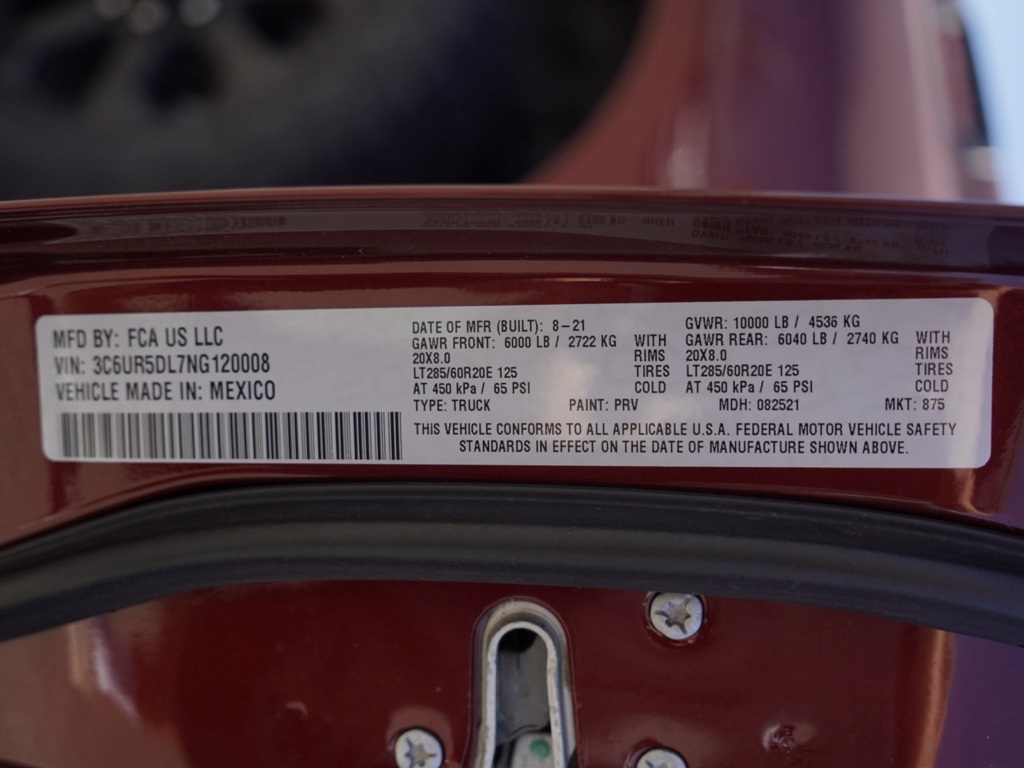 MFD BY: FCA US LLC
VIN: 3C6UR5DL7NG120008
VEHICLE MADE IN: MEXICO
DATE OF MFR (BUILT): 8-21
GAWR FRONT: 6000 LB / 2722 KG WITH
20X8.0 RIMS
LT285/60R20E 125 TIRES
AT 450 kPa / 65 PSI COLD
GVWR: 10000 LB / 4536 KG
GAWR REAR: 6040 LB / 2740 KG WITH
20X8.0 RIMS
LT285/60R20E 125 TIRES
AT 450 kPa / 65 PSI COLD
TYPE: TRUCK PAINT: PRV MDH: 082521 MKT: 875
THIS VEHICLE CONFORMS TO ALL APPLICABLE U.S.A. FEDERAL MOTOR VEHICLE SAFETY
STANDARDS IN EFFECT ON THE DATE OF MANUFACTURE SHOWN ABOVE.